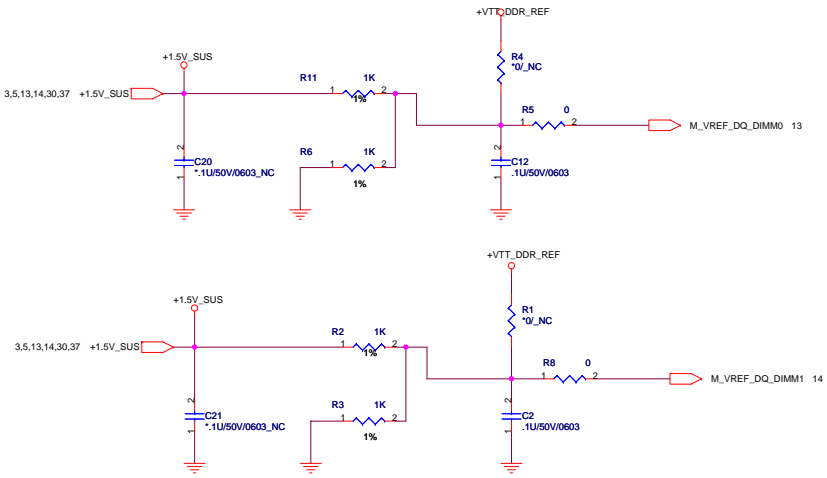 +VTT_DDR_REF
R4
*0/_NC
+1.5V_SUS
R11 1K
3,5,13,14,30,37 +1.5V_SUS
1 2
1%
R5 0
1 2
M_VREF_DQ_DIMM0 13
R6 1K
1 2
1%
2
C20
*.1U/50V/0603_NC
1
2
C12
.1U/50V/0603
1
+VTT_DDR_REF
R1
*0/_NC
+1.5V_SUS
R2 1K
3,5,13,14,30,37 +1.5V_SUS
1 2
1%
R8 0
1 2
M_VREF_DQ_DIMM1 14
R3 1K
1 2
1%
2
C21
*.1U/50V/0603_NC
1
2
C2
.1U/50V/0603
1